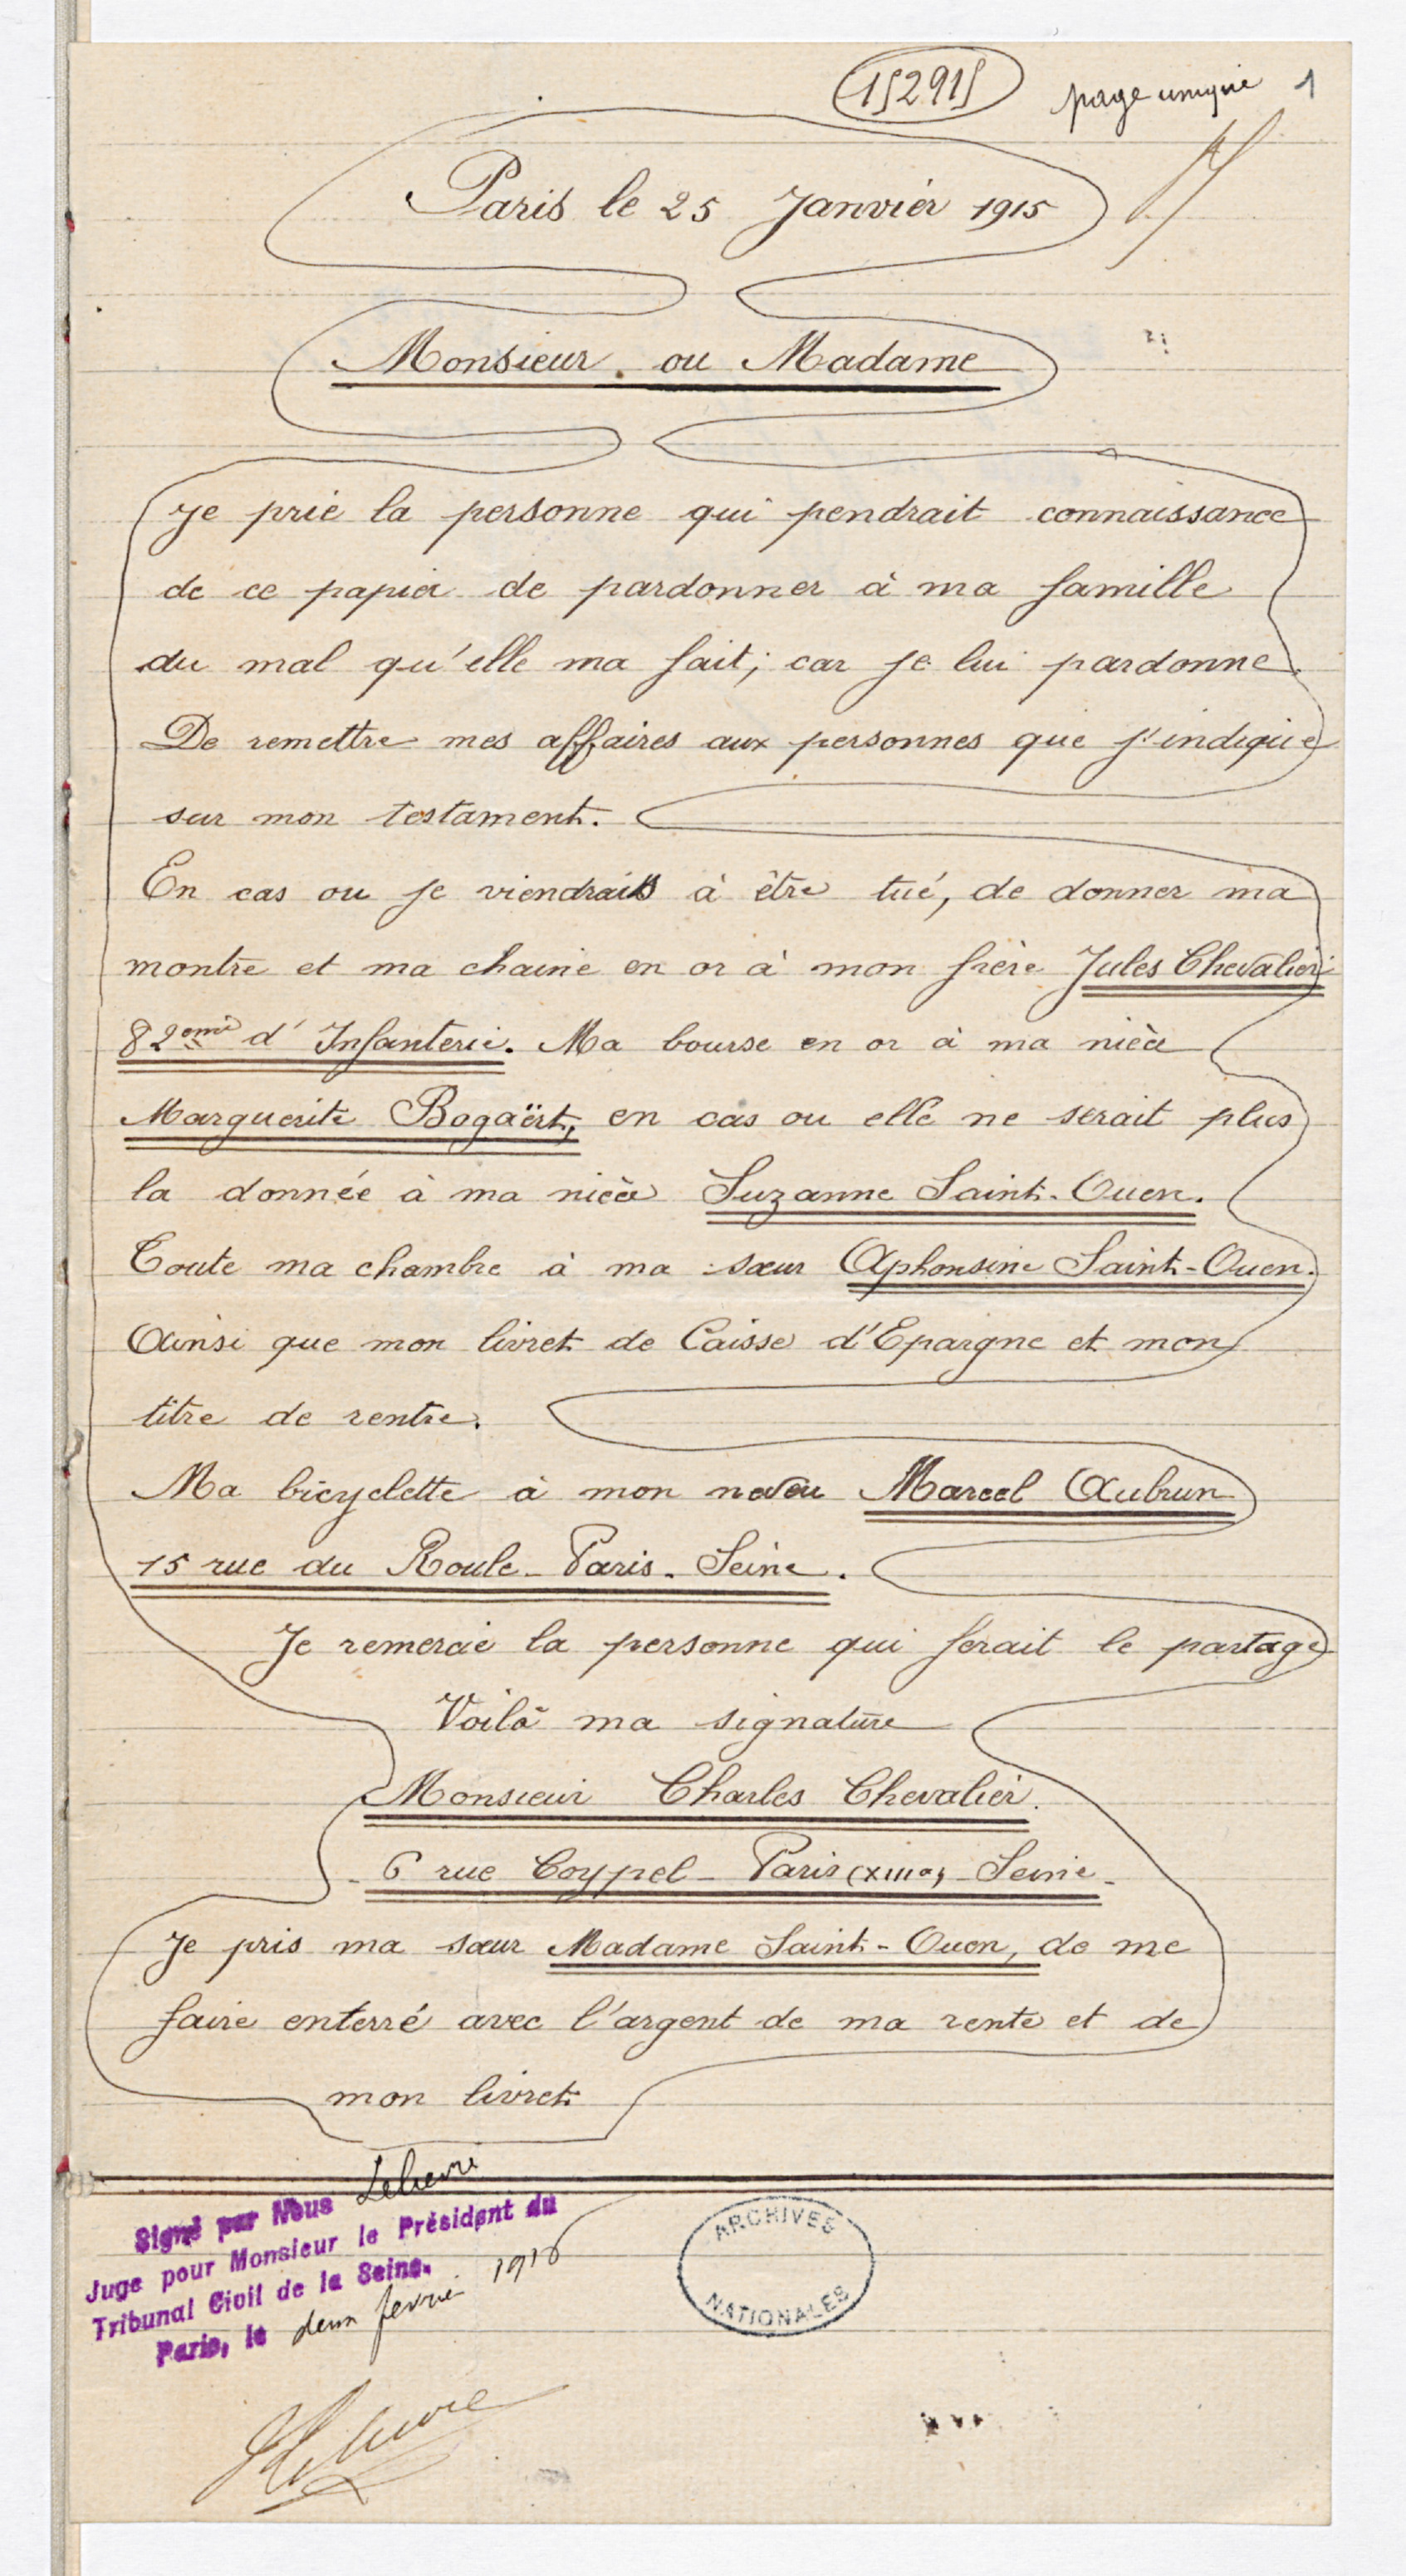 15291
page unique 1
Paris le 25 Janvier 1915
Monsieur ou Madame
Je prie la personne qui pendrait connaissance
de ce papier de pardonner à ma famille
du mal qu'elle ma fait; car je lui pardonne.
De remettre mes affaires aux personnes que j'indique
sur mon testament.
En cas ou je viendrais à être tué, de donner ma
montre et ma chaine en or à mon frère Jules Chevalier
82ème d'Infanterie. Ma bourse en or à ma nièce
Marguerite Bogaërt, en cas ou elle ne serait plus
la donnée à ma nièce Suzanne Saint-Ouen.
Toute ma chambre à ma sœur Aphonsine Saint-Ouen.
Ainsi que mon livret de Caisse d'Epargne et mon
titre de rentre.
Ma bicyclette à mon neveu Marcel Aubrun
15 rue du Roule - Paris - Seine.
Je remercie la personne qui ferait le partage
Voilà ma signature
Monsieur Charles Chevalier.
6 rue Coypel - Paris (XIIIe) - Seine -
Je pris ma sœur Madame Saint-Ouen, de me
faire enterré avec l'argent de ma rente et de
mon livret
Signé par Nous Lelievre
Juge pour Monsieur le Président du
Tribunal Civil de la Seine.
Paris, le deux fevrier 1916
ARCHIVES
NATIONALES